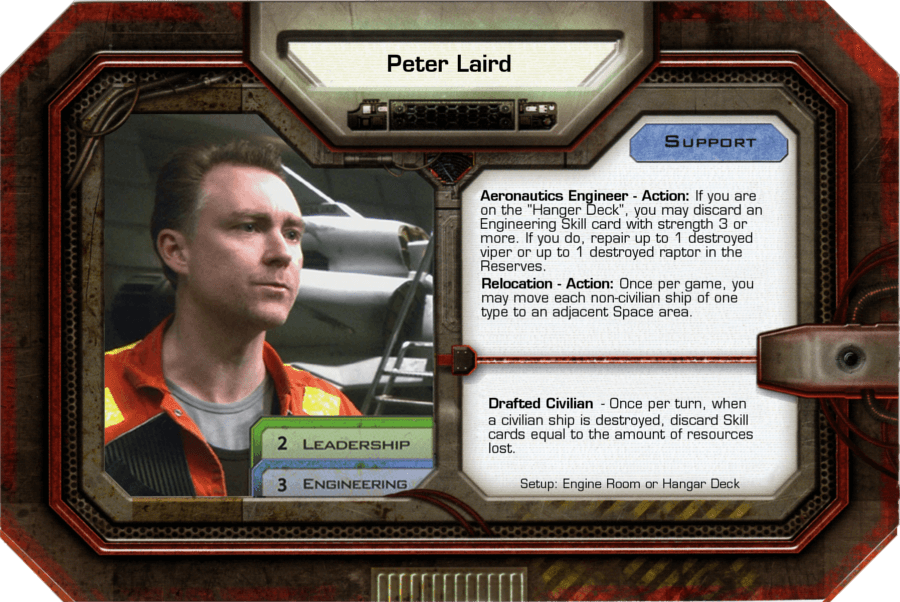 Peter Laird
SUPPORT
Aeronautics Engineer - Action: If you are
on the "Hanger Deck", you may discard an
Engineering Skill card with strength 3 or
more. If you do, repair up to 1 destroyed
viper or up to 1 destroyed raptor in the
Reserves.
Relocation - Action: Once per game, you
may move each non-civilian ship of one
type to an adjacent Space area.
Drafted Civilian - Once per turn, when
a civilian ship is destroyed, discard Skill
cards equal to the amount of resources
lost.
Setup: Engine Room or Hangar Deck
2 LEADERSHIP
3 ENGINEERING